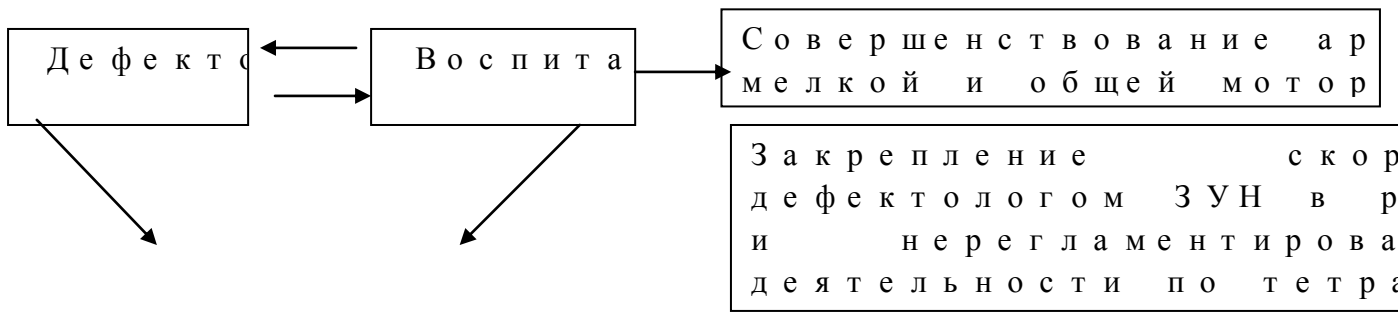 Дефекто
Воспита
Совершенствование ар
мелкой и общей мотор
Закрепление скор
дефектологом ЗУН в р
и нерегламентирова
деятельности по тетра